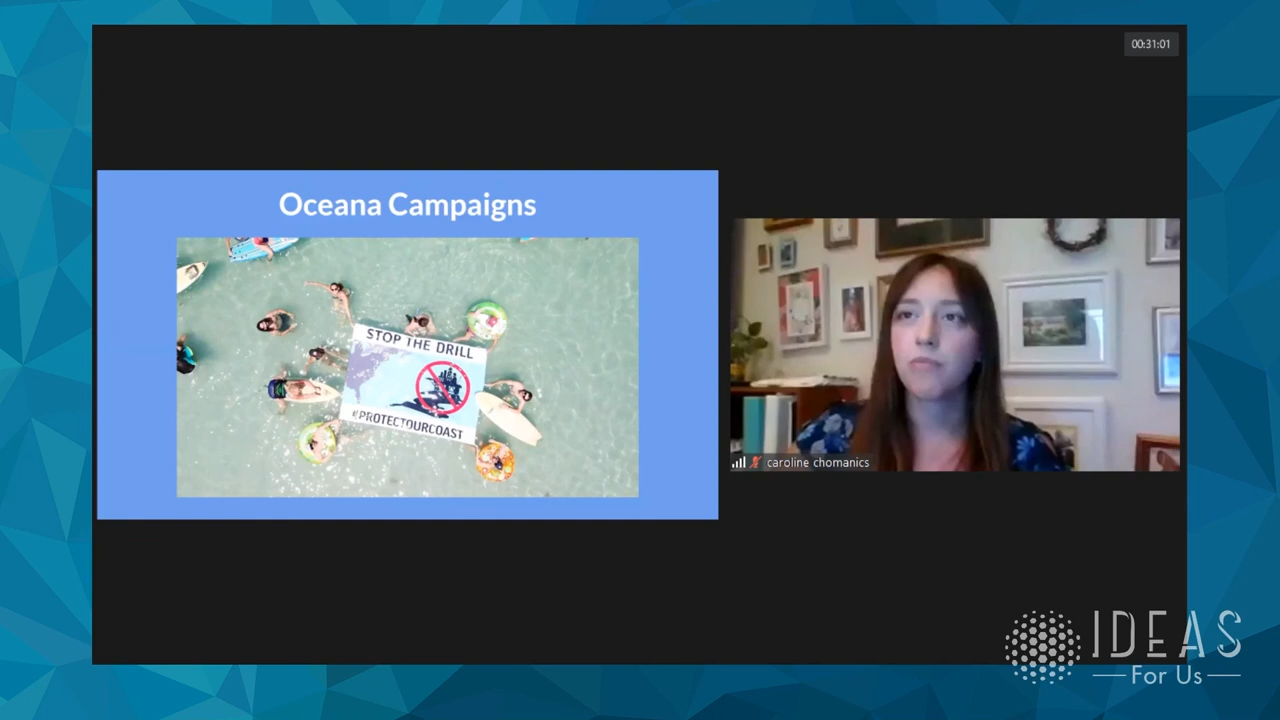 00:31:01
Oceana Campaigns
STOP THE DRILL
#PROTECTOURCOAST
caroline chomanics
IDEAS
For Us